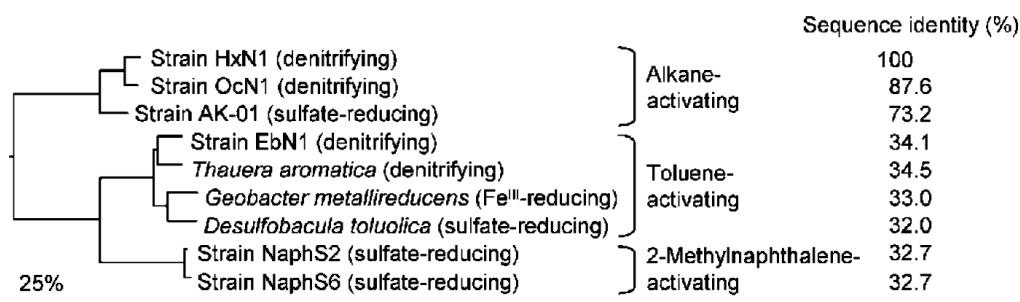 Sequence identity (%)
Strain HxN1 (denitrifying) 100
Strain OcN1 (denitrifying) Alkane- 87.6
Strain AK-01 (sulfate-reducing) activating 73.2
Strain EbN1 (denitrifying) 34.1
Thauera aromatica (denitrifying) Toluene- 34.5
Geobacter metallireducens (Feᴵᴵᴵ-reducing) activating 33.0
Desulfobacula toluolica (sulfate-reducing) 32.0
Strain NaphS2 (sulfate-reducing) 2-Methylnaphthalene- 32.7
Strain NaphS6 (sulfate-reducing) activating 32.7
25%